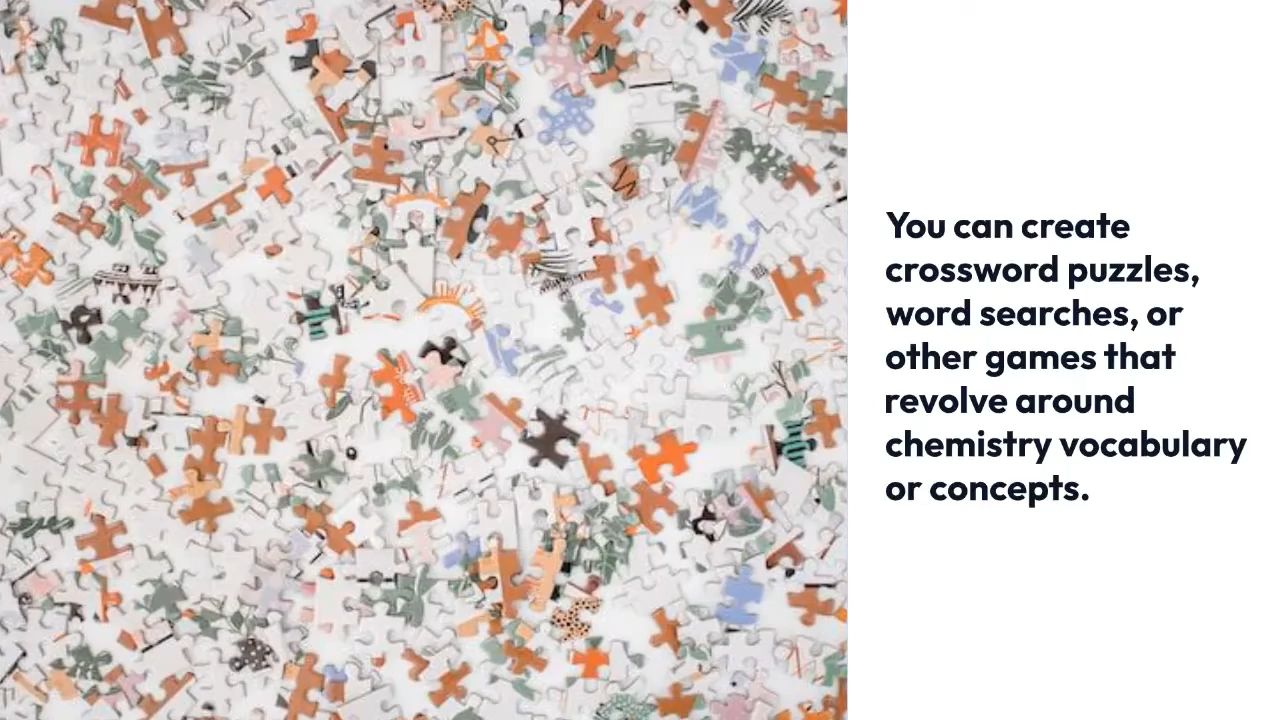 You can create
crossword puzzles,
word searches, or
other games that
revolve around
chemistry vocabulary
or concepts.